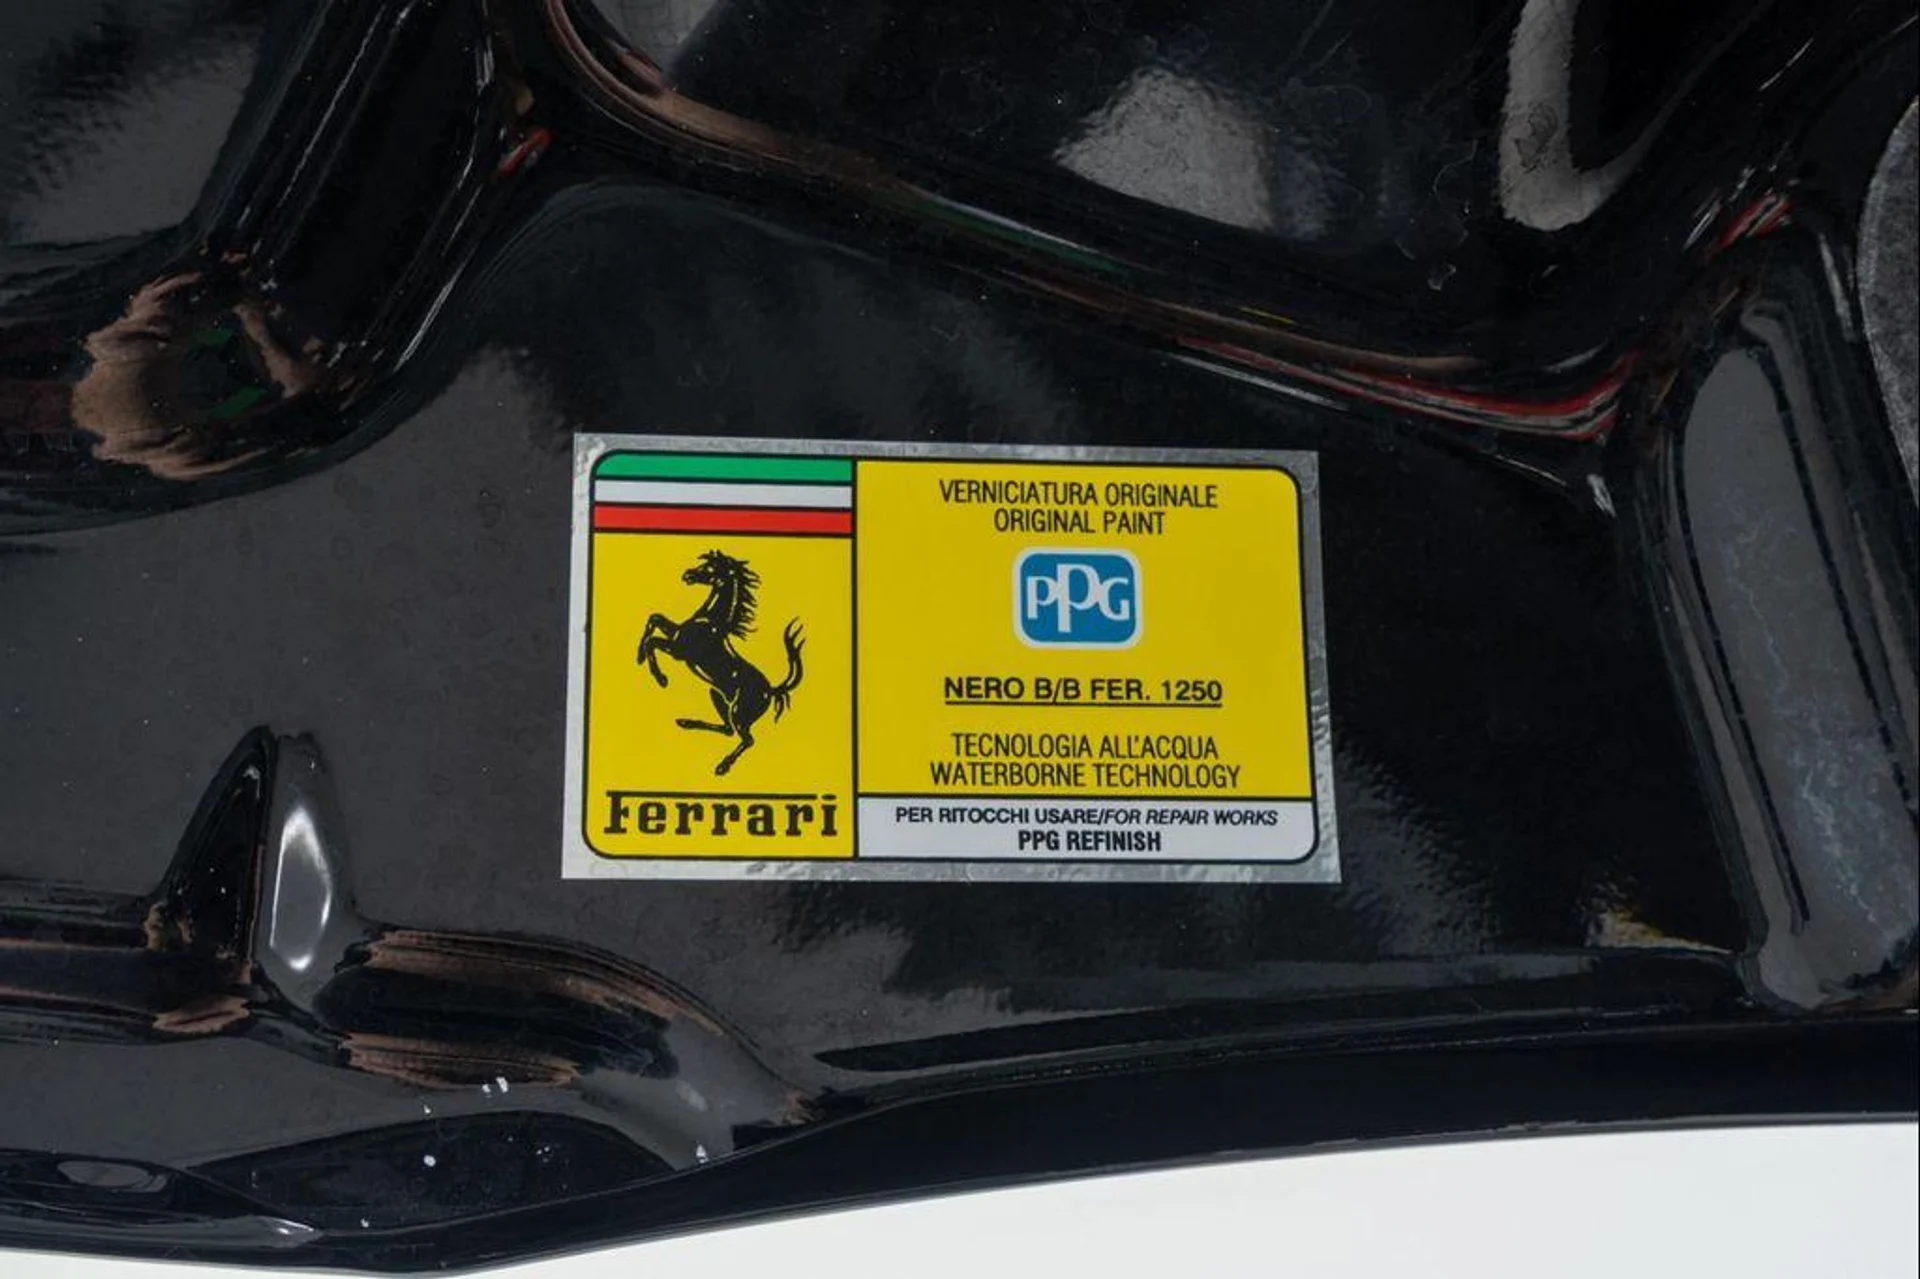 VERNICIATURA ORIGINALE
ORIGINAL PAINT
PPG
NERO B/B FER. 1250
TECNOLOGIA ALL'ACQUA
WATERBORNE TECHNOLOGY
Ferrari
PER RITOCCHI USARE/FOR REPAIR WORKS
PPG REFINISH